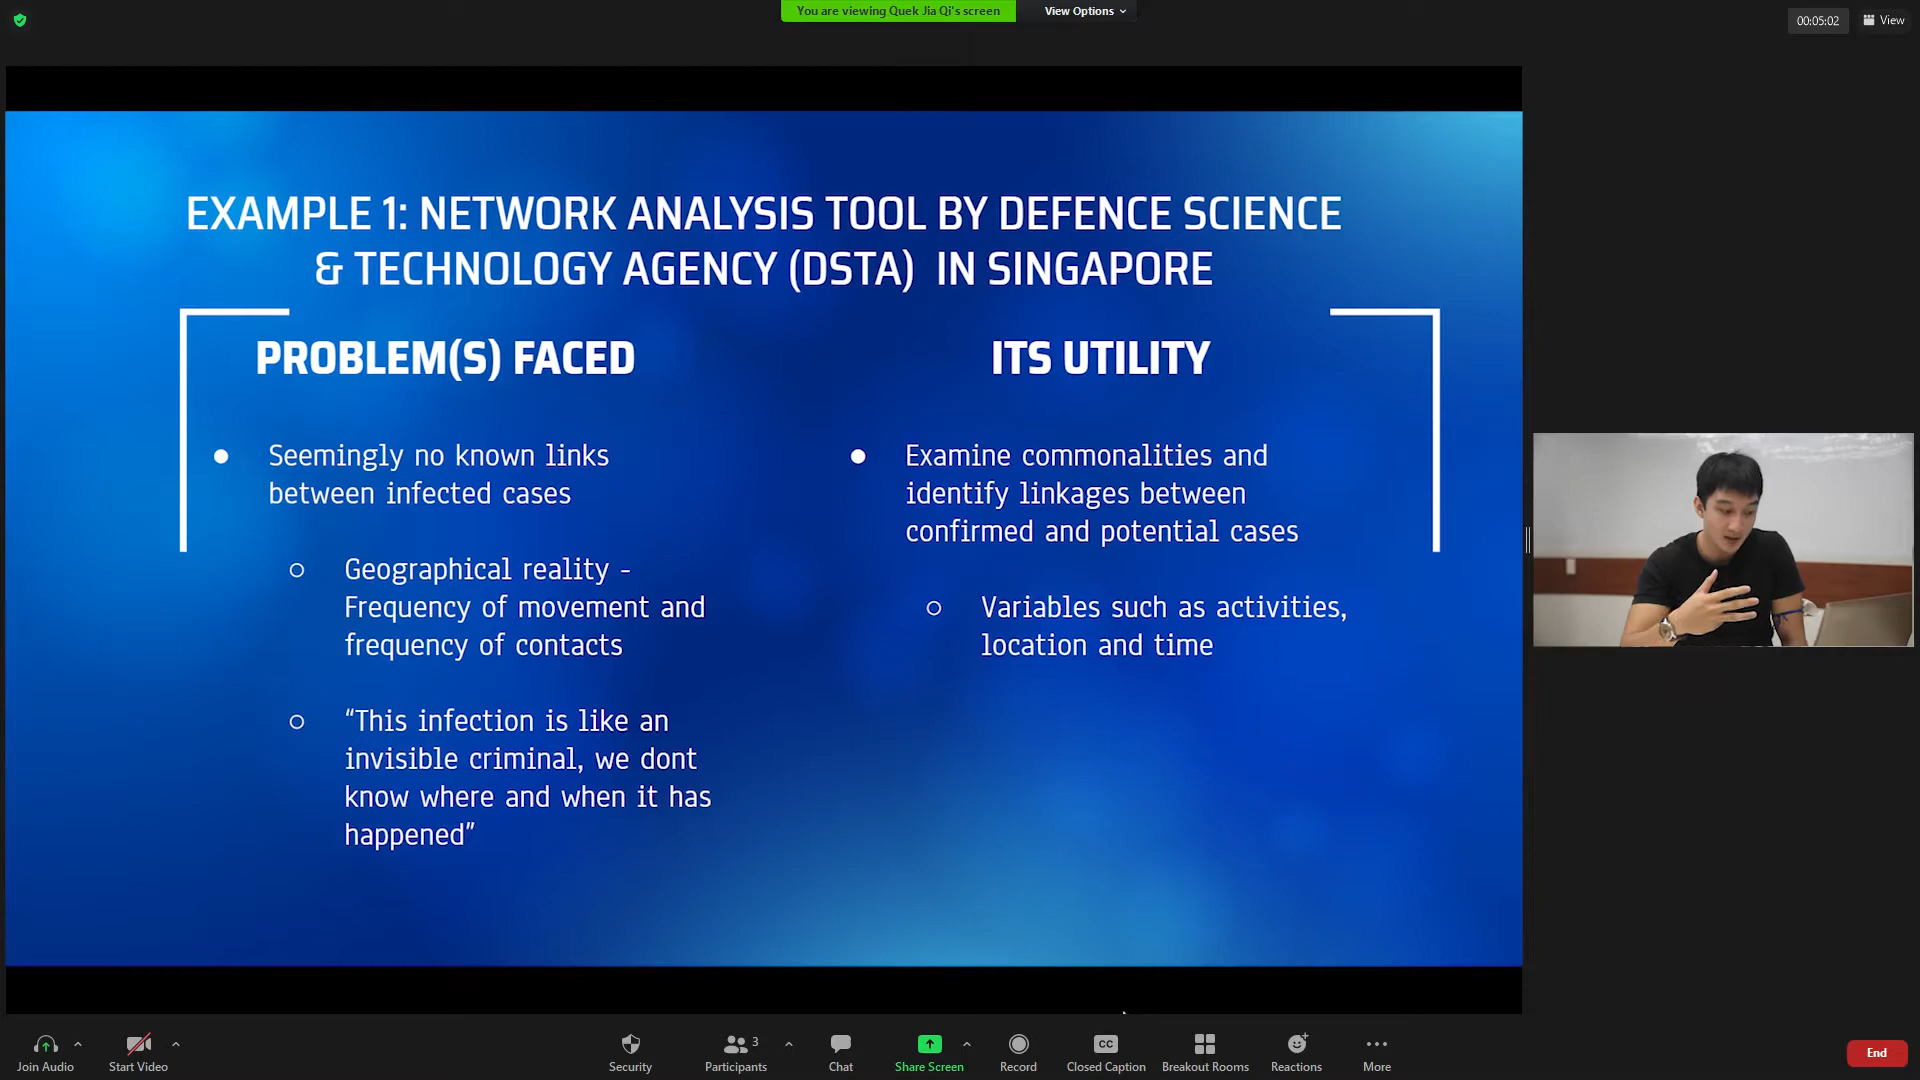 You are viewing Quek Jia Qi's screen
View Options
00:05:02
View
EXAMPLE 1: NETWORK ANALYSIS TOOL BY DEFENCE SCIENCE
& TECHNOLOGY AGENCY (DSTA) IN SINGAPORE
PROBLEM(S) FACED
Seemingly no known links
between infected cases
Geographical reality -
Frequency of movement and
frequency of contacts
“This infection is like an
invisible criminal, we dont
know where and when it has
happened”
ITS UTILITY
Examine commonalities and
identify linkages between
confirmed and potential cases
Variables such as activities,
location and time
Join Audio
Start Video
Security
Participants
3
Chat
Share Screen
Record
CC
Closed Caption
Breakout Rooms
Reactions
More
End